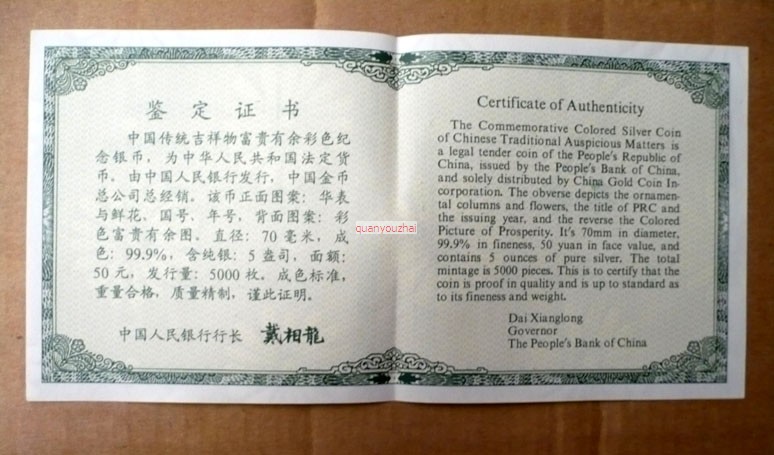 鉴定证书
中国传统吉祥物富贵有余彩色纪
念银币，为中华人民共和国法定货
币。由中国人民银行发行，中国金币
总公司总经销。该币正面图案：华表
与鲜花、国号、年号，背面图案：彩
色富贵有余图。直径：70毫米，成
色：99.9%，含纯银：5盎司，面额：
50元，发行量：5000枚。成色标准，
重量合格，质量精制，谨此证明。
中国人民银行行长 戴相龍
quanyouzhai
Certificate of Authenticity
The Commemorative Colored Silver Coin
of Chinese Traditional Auspicious Matters is
a legal tender coin of the People's Republic of
China, issued by the People's Bank of China,
and solely distributed by China Gold Coin In-
corporation. The obverse depicts the ornamen-
tal columns and flowers, the title of PRC and
the issuing year, and the reverse the Colored
Picture of Prosperity. It's 70mm in diameter,
99.9% in fineness, 50 yuan in face value, and
contains 5 ounces of pure silver. The total
mintage is 5000 pieces. This is to certify that the
coin is proof in quality and is up to standard as
to its fineness and weight.
Dai Xianglong
Governor
The People's Bank of China